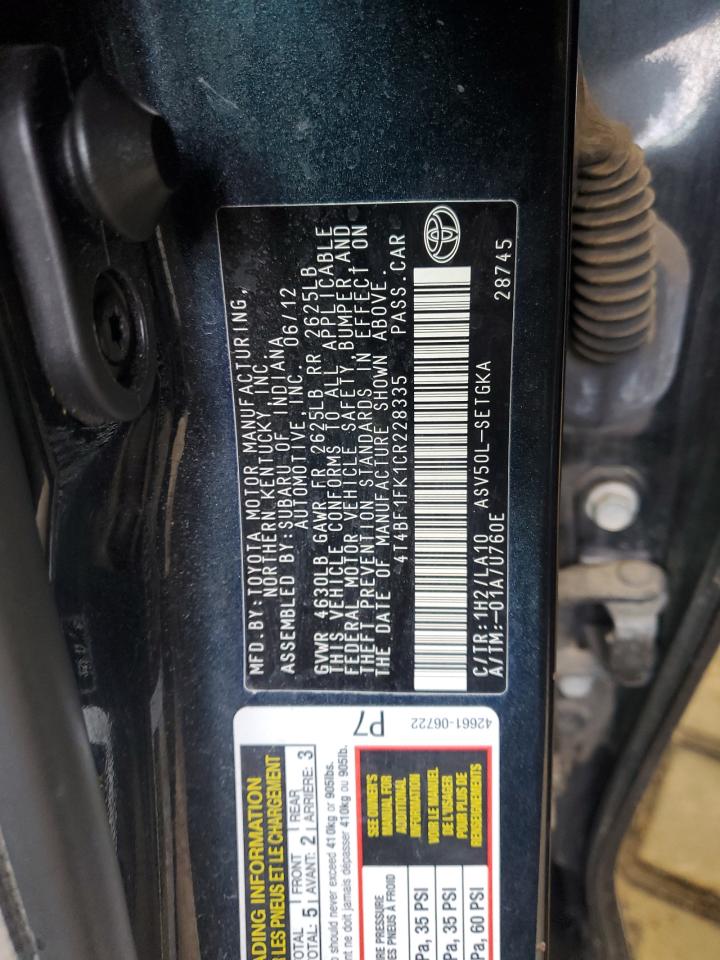 MFD.BY:TOYOTA MOTOR MANUFACTURING,
NORTHERN KENTUCKY, INC.
ASSEMBLED BY:SUBARU OF INDIANA
AUTOMOTIVE, INC. 06/12
GVWR 4630LB GAWR FR 2625LB RR 2625LB
THIS VEHICLE CONFORMS TO ALL APPLICABLE
FEDERAL MOTOR VEHICLE SAFETY, BUMPER, AND
THEFT PREVENTION STANDARDS IN EFFECT ON
THE DATE OF MANUFACTURE SHOWN ABOVE.
4T4BF1FK1CR228335 PASS.CAR
C/TR:1H2/LA10 ASV50L-SETGKA
A/TM:-01A/U760E 28745
ADING INFORMATION
R LES PNEUS ET LE CHARGEMENT
TOTAL 5 FRONT 2 REAR 3
TOTAL: AVANT: ARRIÈRE:
should never exceed 410kg or 905lbs.
nt ne doit jamais dépasser 410kg ou 905lb.
P7
42661-06722
RE PRESSURE
ES PNEUS À FROID
Pa, 35 PSI
Pa, 35 PSI
Pa, 60 PSI
SEE OWNER'S
MANUAL FOR
ADDITIONAL
INFORMATION
VOIR LE MANUEL
DE L'USAGER
POUR PLUS DE
RENSEIGNEMENTS